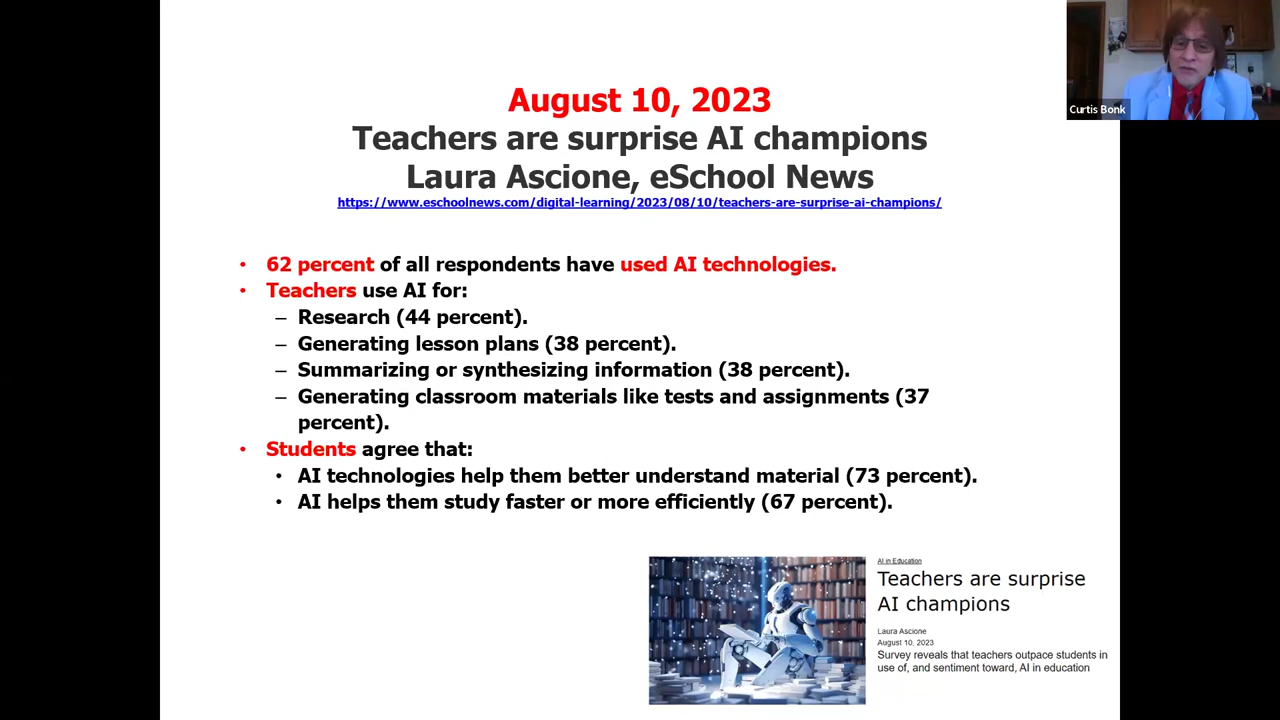 Curtis Bonk
August 10, 2023
Teachers are surprise AI champions
Laura Ascione, eSchool News
https://www.eschoolnews.com/digital-learning/2023/08/10/teachers-are-surprise-ai-champions/
• 62 percent of all respondents have used AI technologies.
• Teachers use AI for:
– Research (44 percent).
– Generating lesson plans (38 percent).
– Summarizing or synthesizing information (38 percent).
– Generating classroom materials like tests and assignments (37
percent).
• Students agree that:
• AI technologies help them better understand material (73 percent).
• AI helps them study faster or more efficiently (67 percent).
AI in Education
Teachers are surprise
AI champions
Laura Ascione
August 10, 2023
Survey reveals that teachers outpace students in
use of, and sentiment toward, AI in education